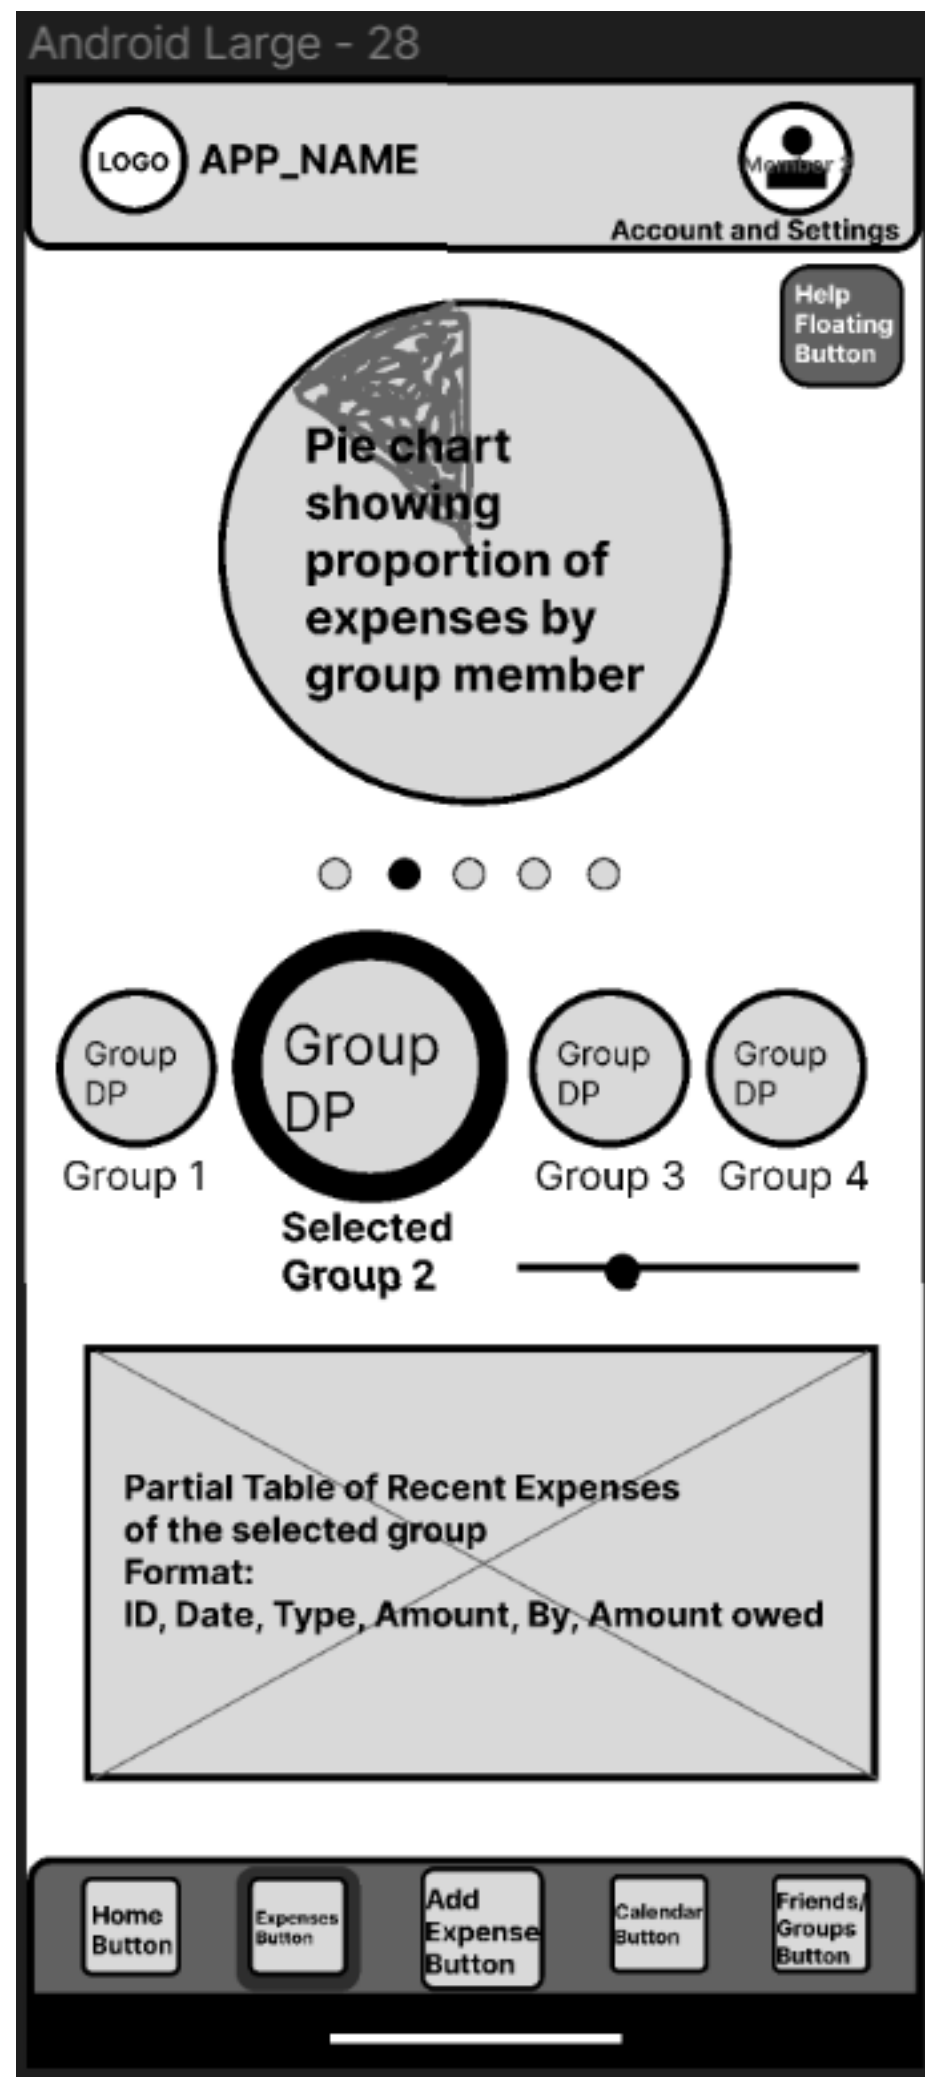 Android Large - 28
LOGO
APP_NAME
Member 2
Account and Settings
Help
Floating
Button
Pie chart
showing
proportion of
expenses by
group member
Group
DP
Group
DP
Group
DP
Group
DP
Group 1
Group 3
Group 4
Selected
Group 2
Partial Table of Recent Expenses
of the selected group
Format:
ID, Date, Type, Amount, By, Amount owed
Home
Button
Expenses
Button
Add
Expense
Button
Calendar
Button
Friends/
Groups
Button